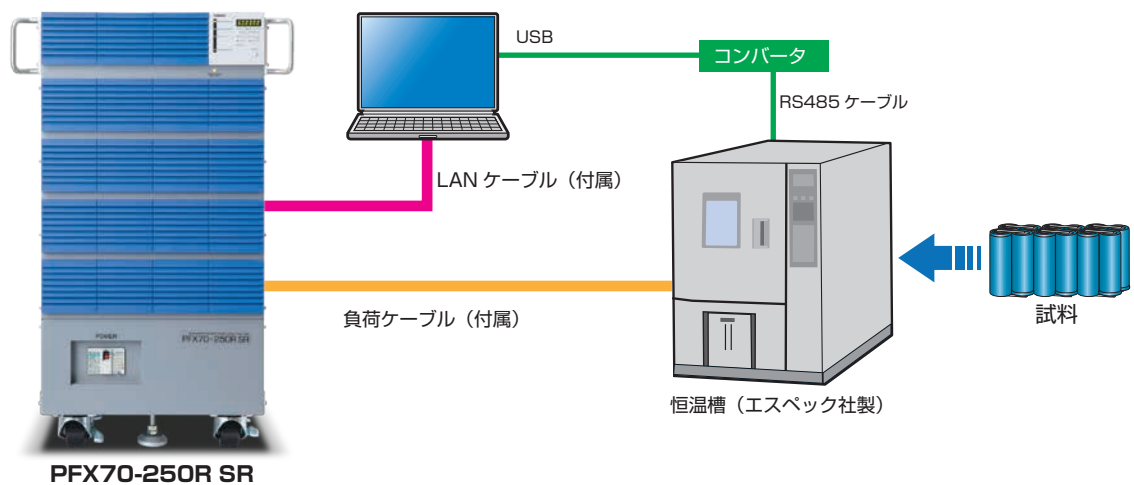 USB
コンバータ
RS485 ケーブル
LAN ケーブル（付属）
負荷ケーブル（付属）
試料
POWER
PFX70-250R SR
恒温槽（エスペック社製）
PFX70-250R SR